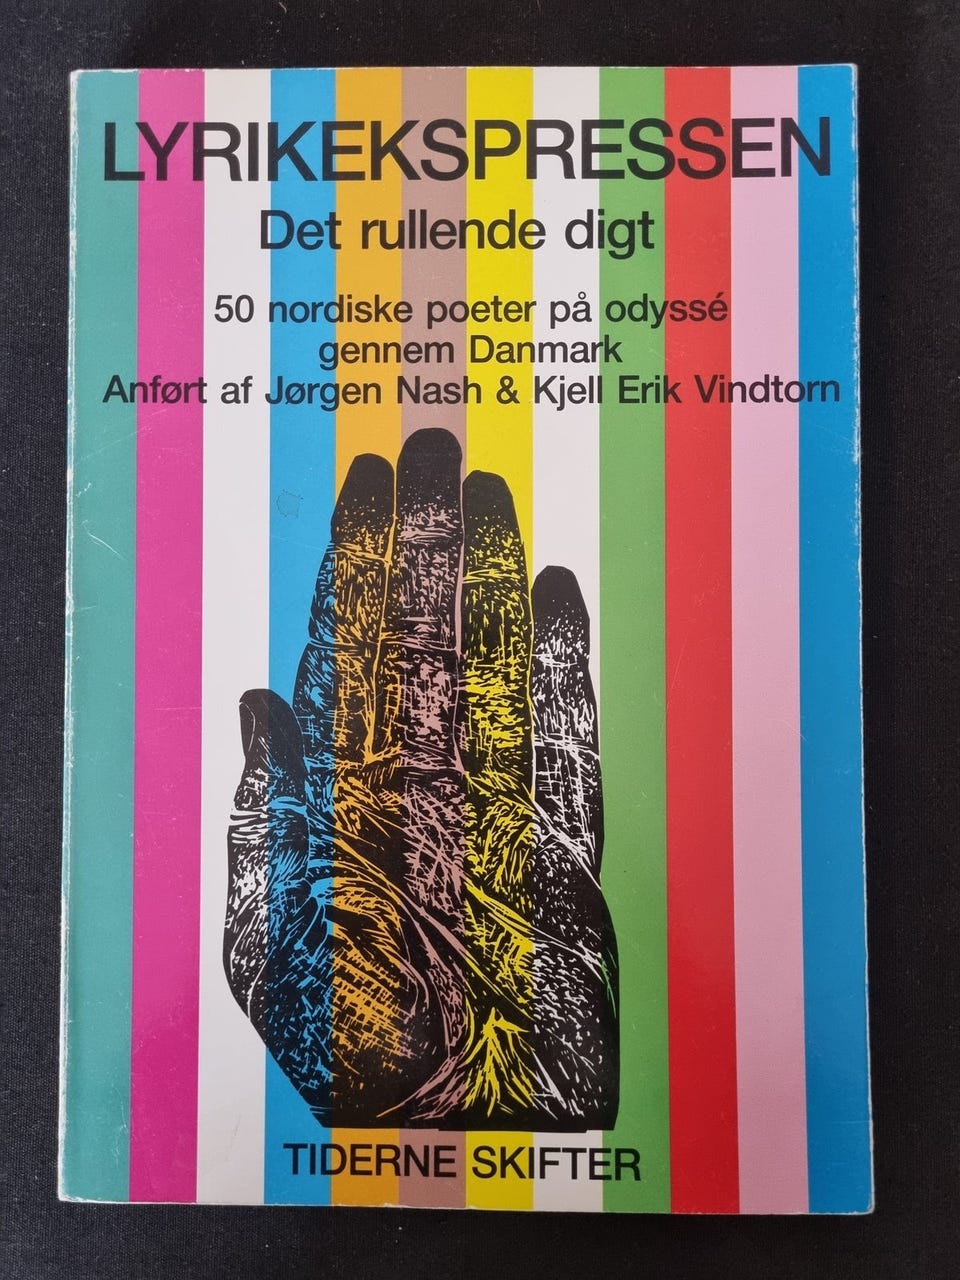 LYRIKEKSPRESSEN
Det rullende digt
50 nordiske poeter på odyssé
gennem Danmark
Anført af Jørgen Nash & Kjell Erik Vindtorn
TIDERNE SKIFTER